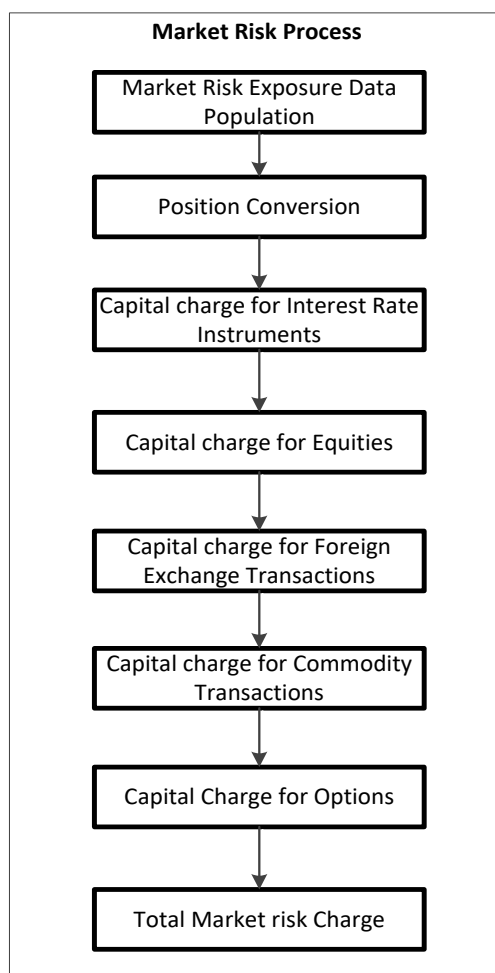 Market Risk Process
Market Risk Exposure Data
Population
Position Conversion
Capital charge for Interest Rate
Instruments
Capital charge for Equities
Capital charge for Foreign
Exchange Transactions
Capital charge for Commodity
Transactions
Capital Charge for Options
Total Market risk Charge